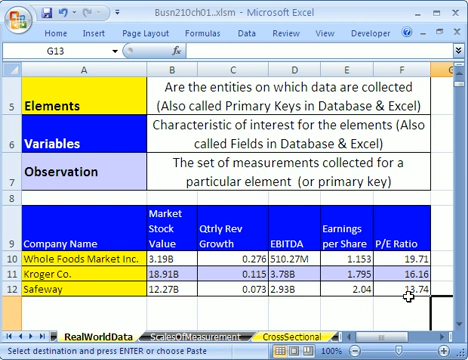 Busn210ch01..xlsm - Microsoft Excel
Home Insert Page Layout Formulas Data Review View Developer
G13 fx
A B C D E F
5 Elements Are the entities on which data are collected
(Also called Primary Keys in Database & Excel)
6 Variables Characteristic of interest for the elements (Also
called Fields in Database & Excel)
7 Observation The set of measurements collected for a
particular element (or primary key)
8
9 Company Name Market Stock Value Qtrly Rev Growth EBITDA Earnings per Share P/E Ratio
10 Whole Foods Market Inc. 3.19B 0.276 510.27M 1.153 19.71
11 Kroger Co. 18.91B 0.115 3.78B 1.795 16.16
12 Safeway 12.27B 0.073 2.93B 2.04 13.74
RealWorldData ScalesOfMeasurement CrossSectional
Select destination and press ENTER or choose Paste 100%